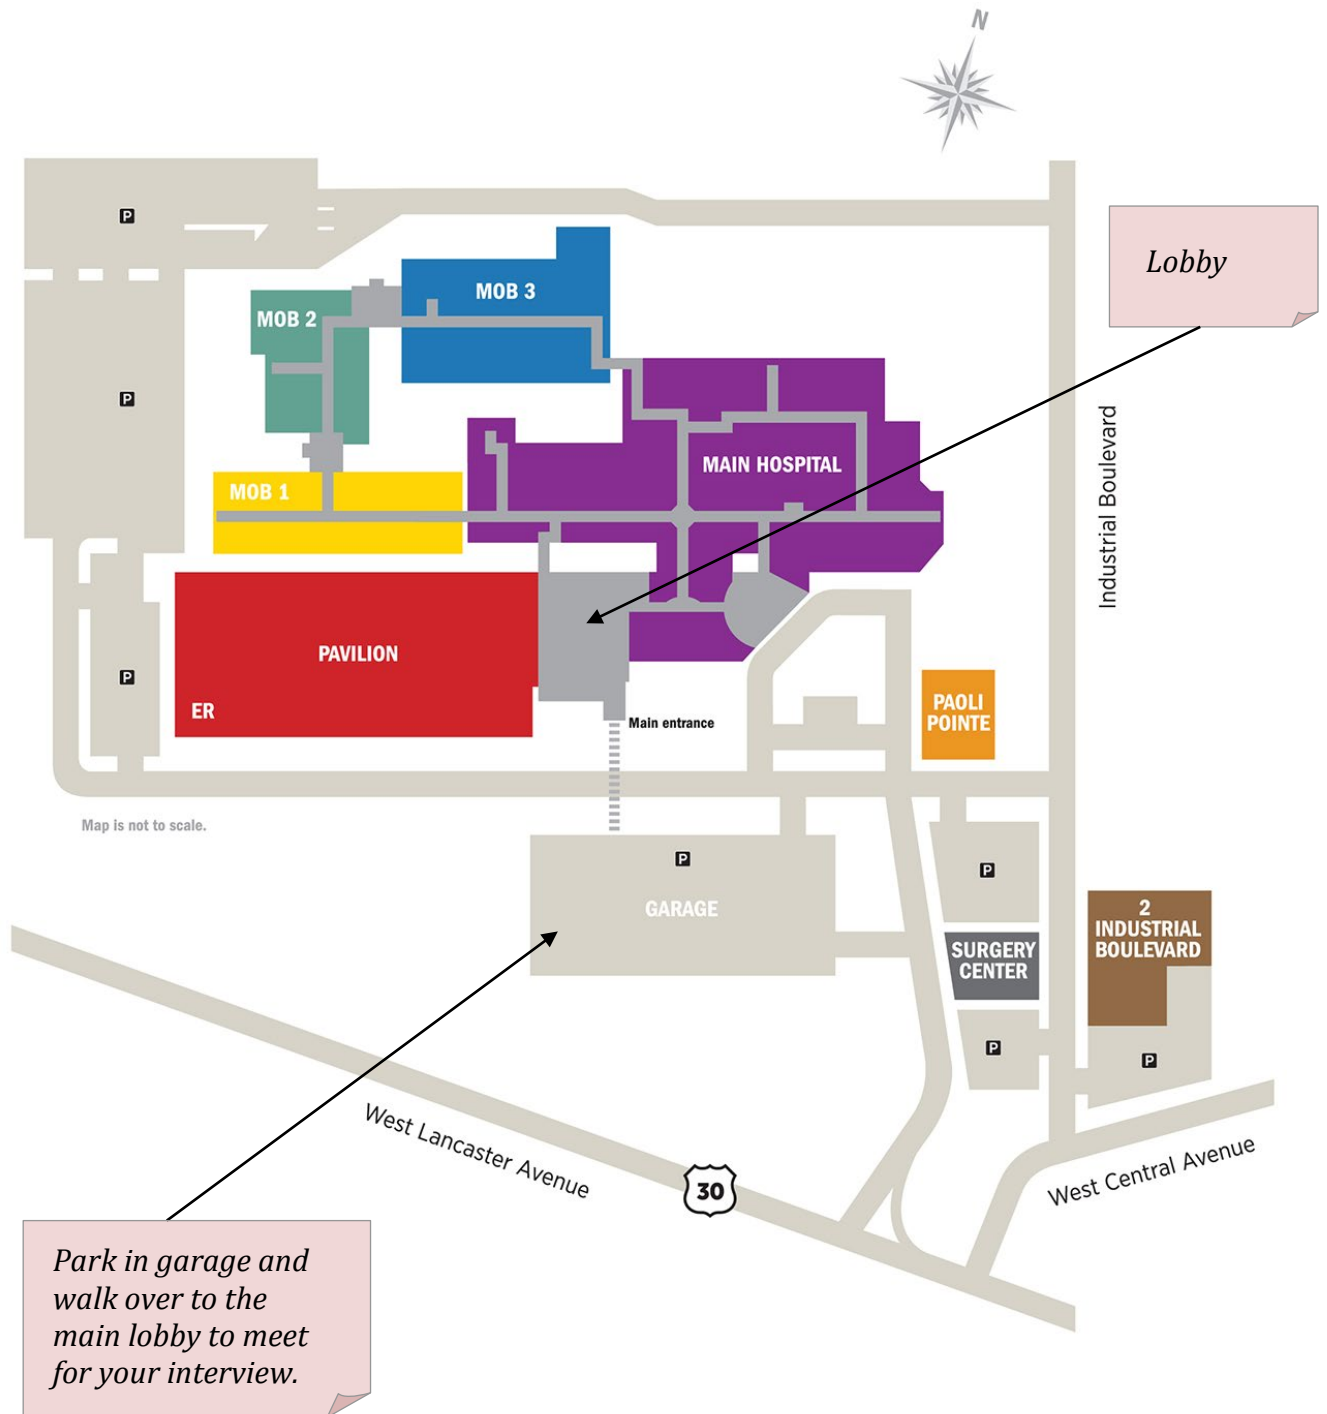 N
P
Lobby
MOB 3
MOB 2
P
Industrial Boulevard
MAIN HOSPITAL
MOB 1
PAVILION
P
ER
PAOLI
POINTE
Main entrance
Map is not to scale.
P
P
GARAGE
2
INDUSTRIAL
BOULEVARD
SURGERY
CENTER
P
P
West Lancaster Avenue
30
West Central Avenue
Park in garage and
walk over to the
main lobby to meet
for your interview.